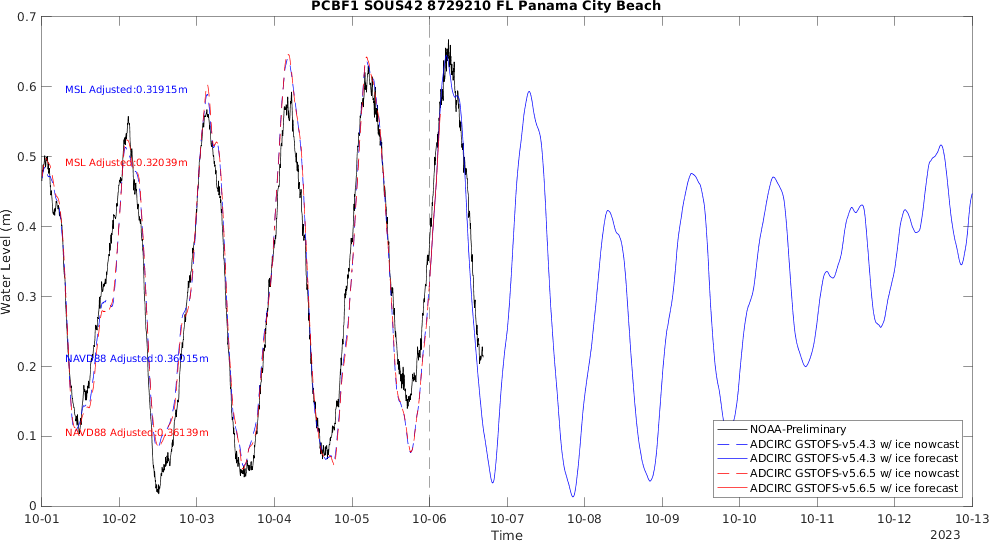 PCBF1 SOUS42 8729210 FL Panama City Beach
0.7
0.6
0.5
0.4
0.3
0.2
0.1
0
Water Level (m)
MSL Adjusted:0.31915m
MSL Adjusted:0.32039m
NAVD88 Adjusted:0.36015m
NAVD88 Adjusted:0.36139m
NOAA-Preliminary
ADCIRC GSTOFS-v5.4.3 w/ ice nowcast
ADCIRC GSTOFS-v5.4.3 w/ ice forecast
ADCIRC GSTOFS-v5.6.5 w/ ice nowcast
ADCIRC GSTOFS-v5.6.5 w/ ice forecast
10-01 10-02 10-03 10-04 10-05 10-06 10-07 10-08 10-09 10-10 10-11 10-12 10-13
Time
2023